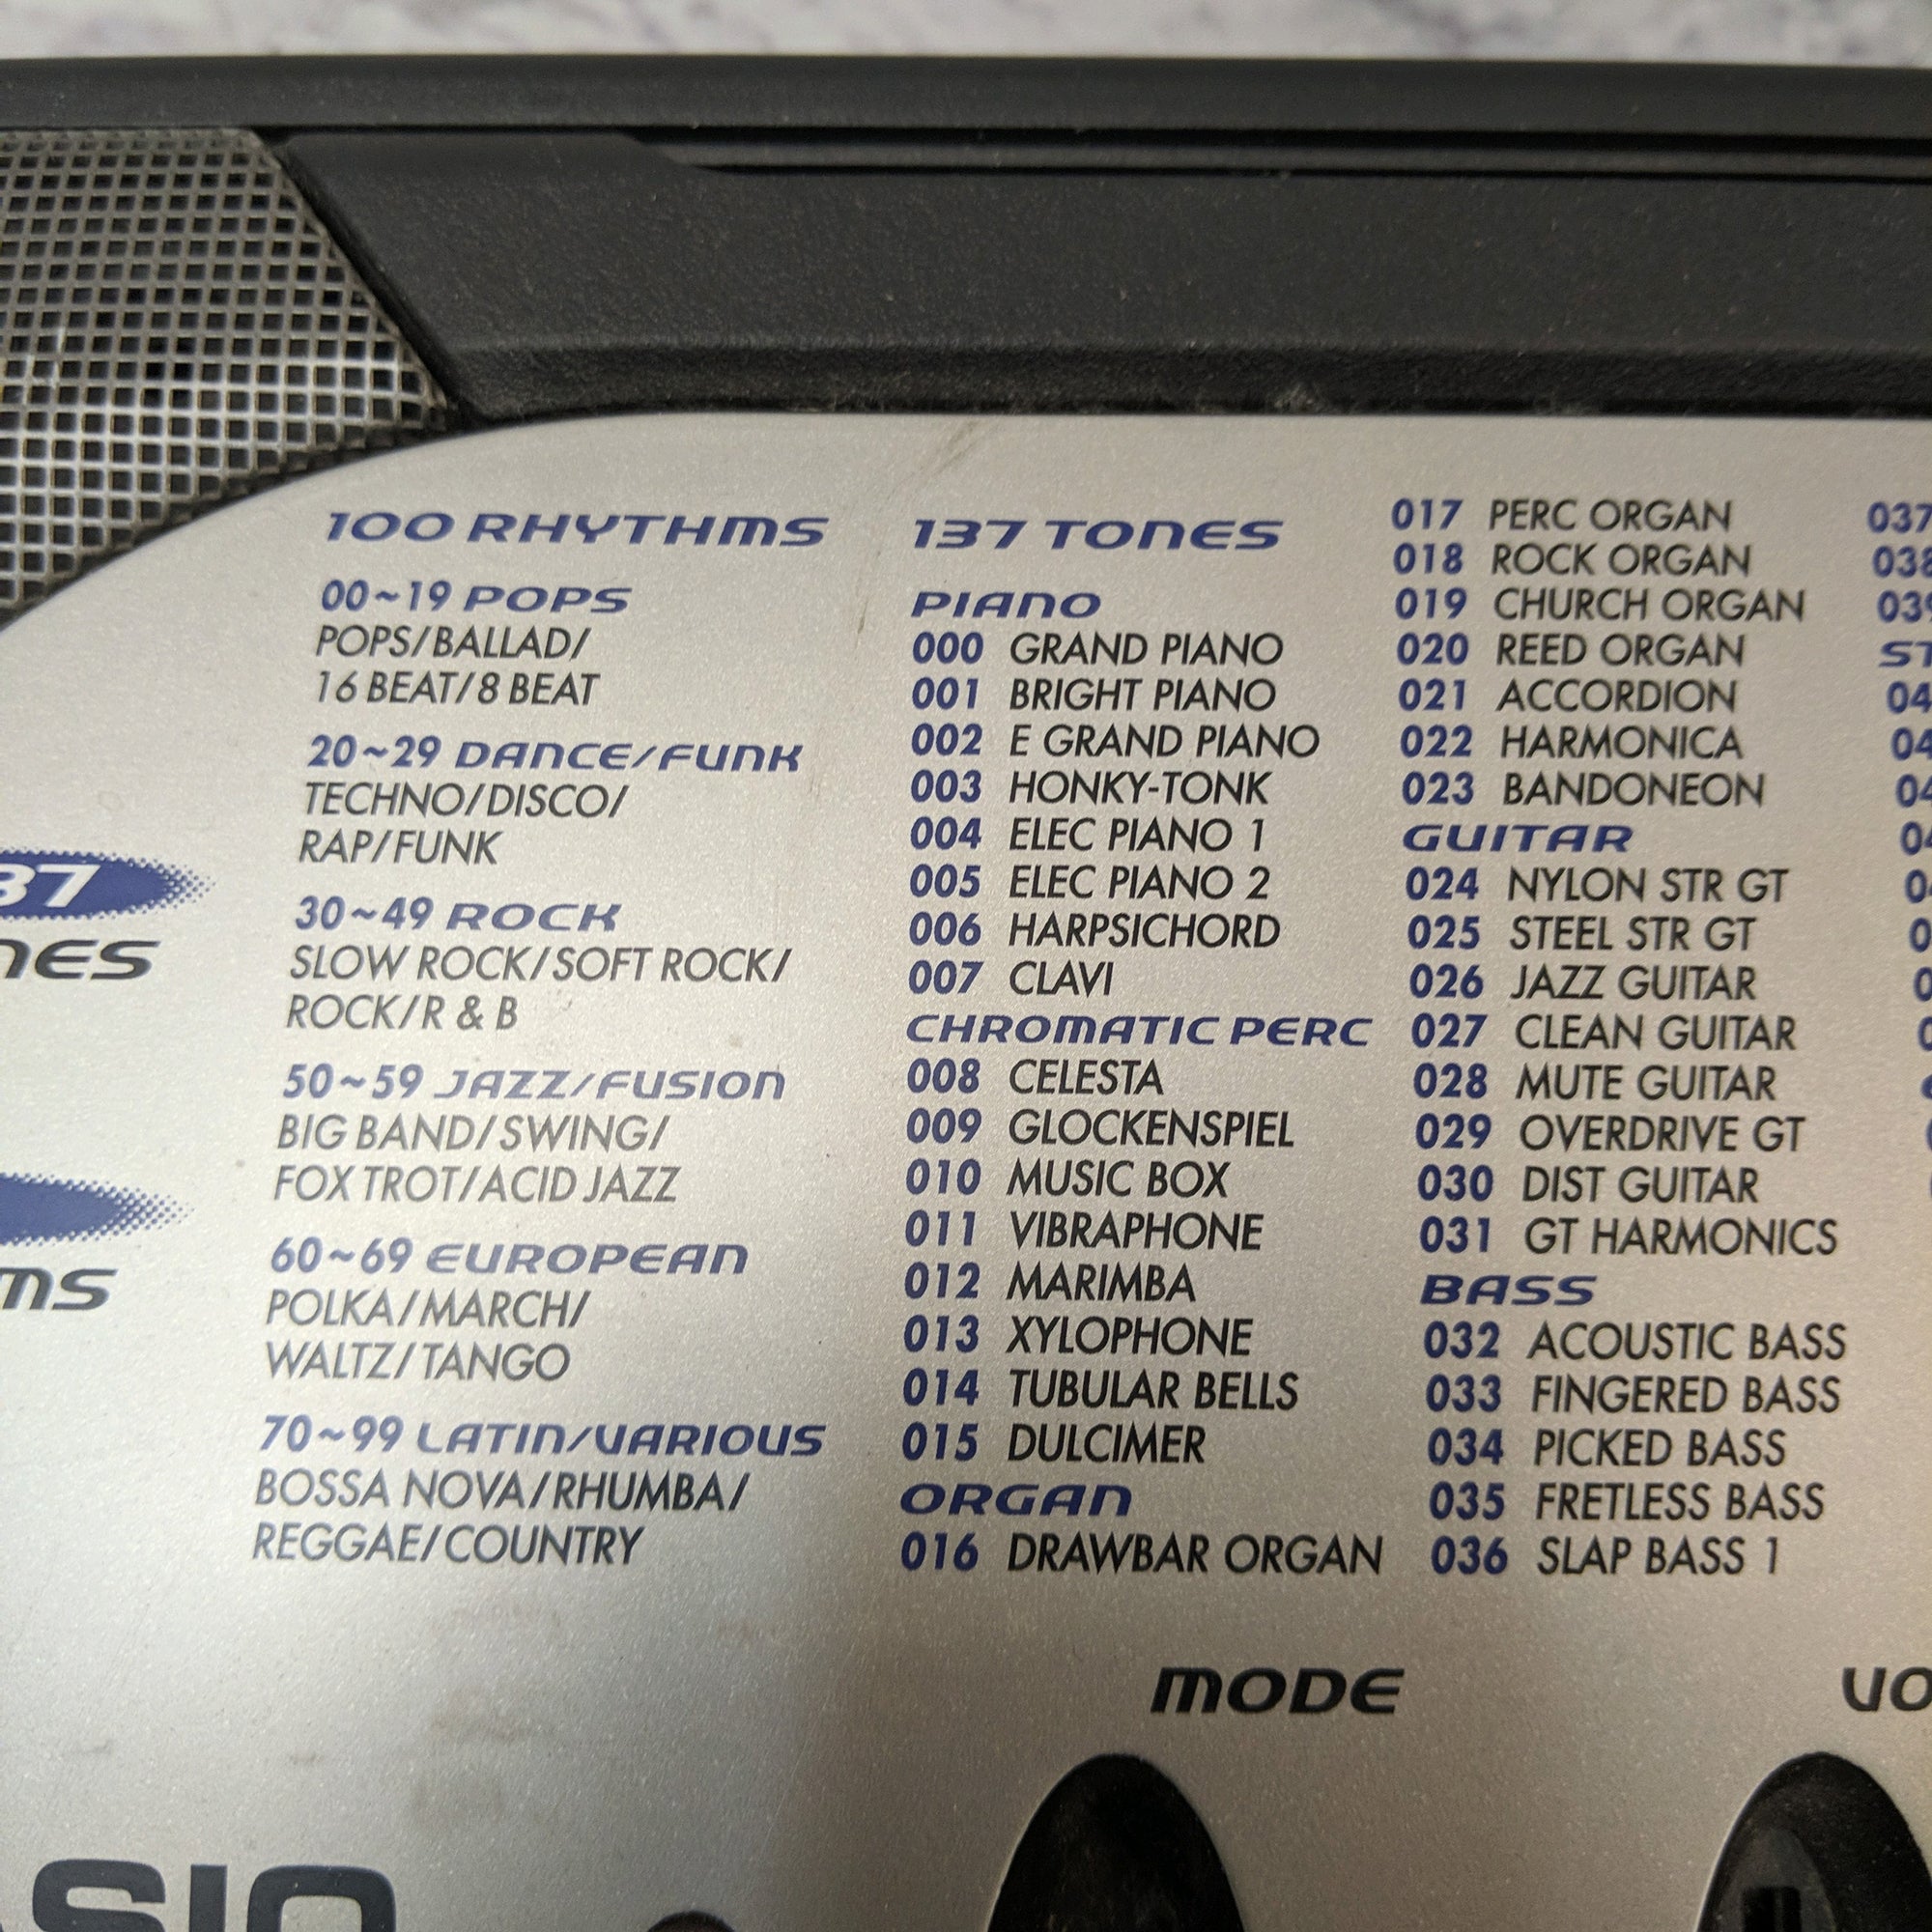 100 RHYTHMS
00~19 POPS
POPS/BALLAD/
16 BEAT/8 BEAT
20~29 DANCE/FUNK
TECHNO/DISCO/
RAP/FUNK
30~49 ROCK
SLOW ROCK/SOFT ROCK/
ROCK/R & B
50~59 JAZZ/FUSION
BIG BAND/SWING/
FOX TROT/ACID JAZZ
60~69 EUROPEAN
POLKA/MARCH/
WALTZ/TANGO
70~99 LATIN/VARIOUS
BOSSA NOVA/RHUMBA/
REGGAE/COUNTRY
137 TONES
PIANO
000 GRAND PIANO
001 BRIGHT PIANO
002 E GRAND PIANO
003 HONKY-TONK
004 ELEC PIANO 1
005 ELEC PIANO 2
006 HARPSICHORD
007 CLAVI
CHROMATIC PERC
008 CELESTA
009 GLOCKENSPIEL
010 MUSIC BOX
011 VIBRAPHONE
012 MARIMBA
013 XYLOPHONE
014 TUBULAR BELLS
015 DULCIMER
ORGAN
016 DRAWBAR ORGAN
017 PERC ORGAN
018 ROCK ORGAN
019 CHURCH ORGAN
020 REED ORGAN
021 ACCORDION
022 HARMONICA
023 BANDONEON
GUITAR
024 NYLON STR GT
025 STEEL STR GT
026 JAZZ GUITAR
027 CLEAN GUITAR
028 MUTE GUITAR
029 OVERDRIVE GT
030 DIST GUITAR
031 GT HARMONICS
BASS
032 ACOUSTIC BASS
033 FINGERED BASS
034 PICKED BASS
035 FRETLESS BASS
036 SLAP BASS 1
037
038
039
MODE